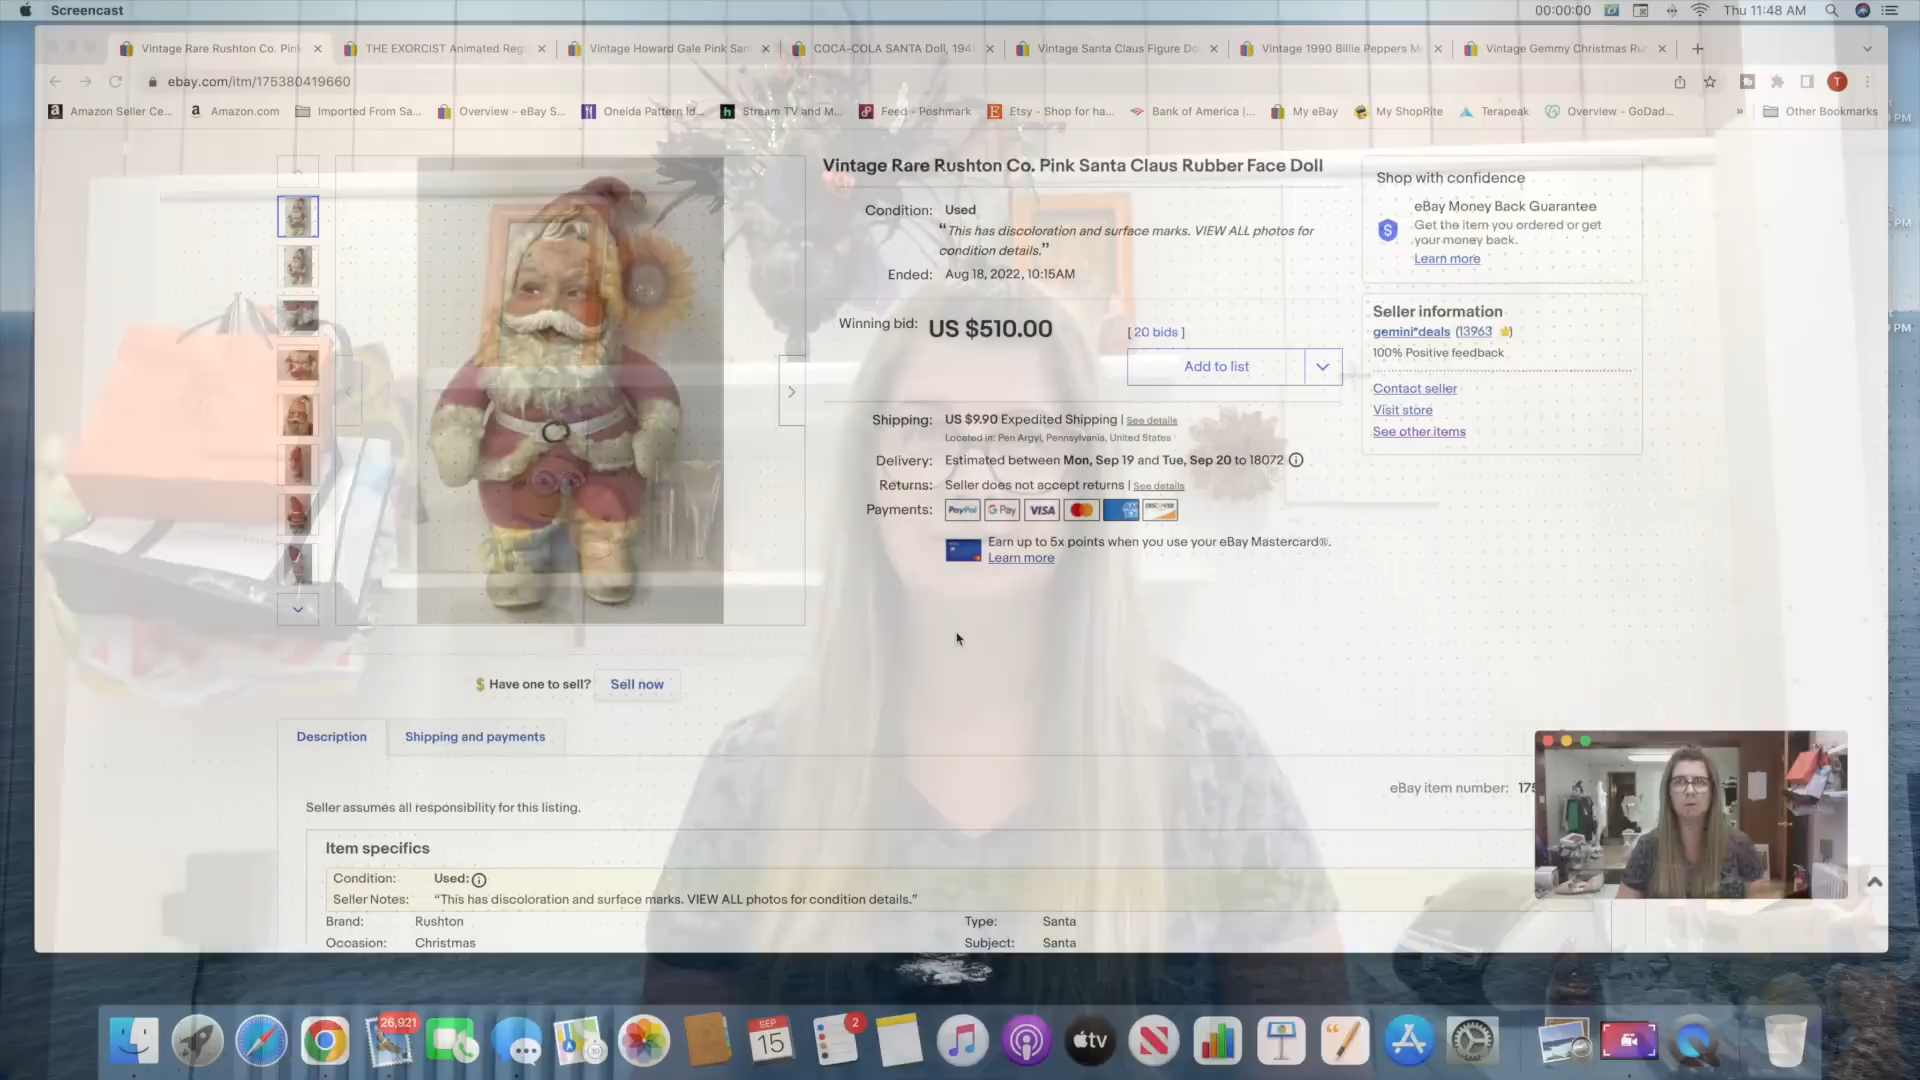 Screencast
00:00:00
Thu 11:48 AM
Vintage Rare Rushton Co. Pink
THE EXORCIST Animated Reg
Vintage Howard Gale Pink San
COCA-COLA SANTA Doll, 194
Vintage Santa Claus Figure Do
Vintage 1990 Billie Peppers M
Vintage Gemmy Christmas Ru
ebay.com/itm/175380419660
T
Amazon Seller Ce...
Amazon.com
Imported From Sa...
Overview – eBay S...
Oneida Pattern Id...
Stream TV and M...
Feed - Poshmark
Etsy - Shop for ha...
Bank of America |...
My eBay
My ShopRite
Terapeak
Overview - GoDad...
»
Other Bookmarks
PM
PM
PM
Vintage Rare Rushton Co. Pink Santa Claus Rubber Face Doll
Condition: Used
“This has discoloration and surface marks. VIEW ALL photos for
condition details.”
Ended: Aug 18, 2022, 10:15AM
Winning bid: US $510.00
[ 20 bids ]
Add to list
Shipping: US $9.90 Expedited Shipping | See details
Located in: Pen Argyl, Pennsylvania, United States
Delivery: Estimated between Mon, Sep 19 and Tue, Sep 20 to 18072
Returns: Seller does not accept returns | See details
Payments: PayPal G Pay VISA DISCOVER
Earn up to 5x points when you use your eBay Mastercard®.
Learn more
Shop with confidence
eBay Money Back Guarantee
Get the item you ordered or get
your money back.
Learn more
Seller information
gemini*deals (13963)
100% Positive feedback
Contact seller
Visit store
See other items
Have one to sell? Sell now
Description
Shipping and payments
eBay item number: 175
Seller assumes all responsibility for this listing.
Item specifics
Condition: Used:
Seller Notes: “This has discoloration and surface marks. VIEW ALL photos for condition details.”
Brand: Rushton
Type: Santa
Occasion: Christmas
Subject: Santa
26,921
SEP
15
2
tv